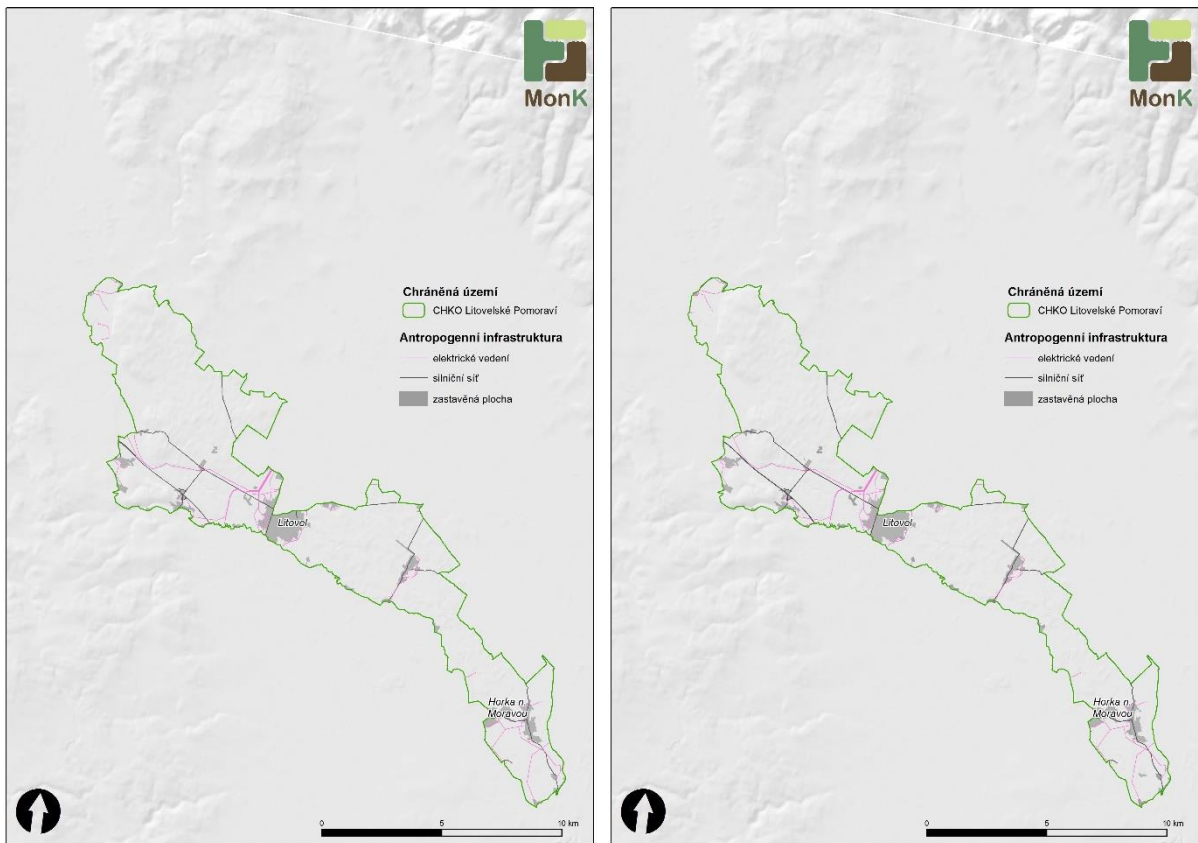 MonK
Chráněná území
CHKO Litovelské Pomoraví
Antropogenní infrastruktura
elektrické vedení
silniční síť
zastavěná plocha
Litovol
Horka n.
Moravou
0 5 10 km
MonK
Chráněná území
CHKO Litovelské Pomoraví
Antropogenní infrastruktura
elektrické vedení
silniční síť
zastavěná plocha
Litovol
Horka n.
Moravou
0 5 10 km